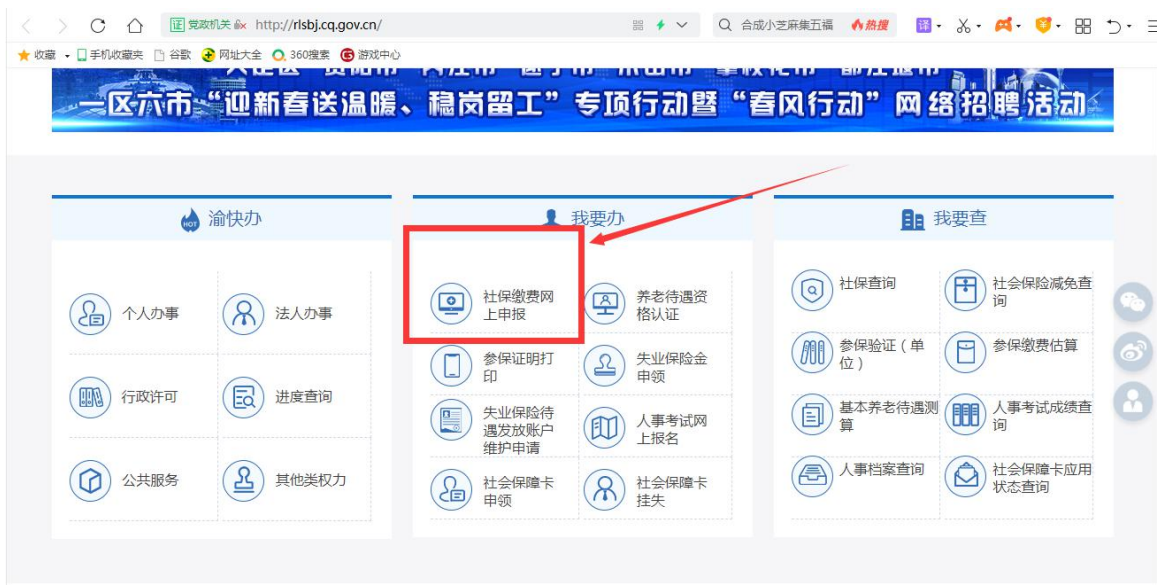 证 党政机关 http://rlsbj.cq.gov.cn/
合成小芝麻集五福 热搜
译
收藏 手机收藏夹 谷歌 网址大全 360搜索 游戏中心
一区六市“迎新春送温暖、稳岗留工”专项行动暨“春风行动”网络招聘活动
HOT 渝快办
个人办事
法人办事
行政许可
进度查询
公共服务
其他类权力
我要办
社保缴费网
上申报
养老待遇资
格认证
参保证明打
印
失业保险金
申领
失业保险待
遇发放账户
维护申请
人事考试网
上报名
社会保障卡
申领
社会保障卡
挂失
我要查
社保查询
社会保险减免查
询
参保验证（单
位）
参保缴费估算
基本养老待遇测
算
人事考试成绩查
询
人事档案查询
社会保障卡应用
状态查询